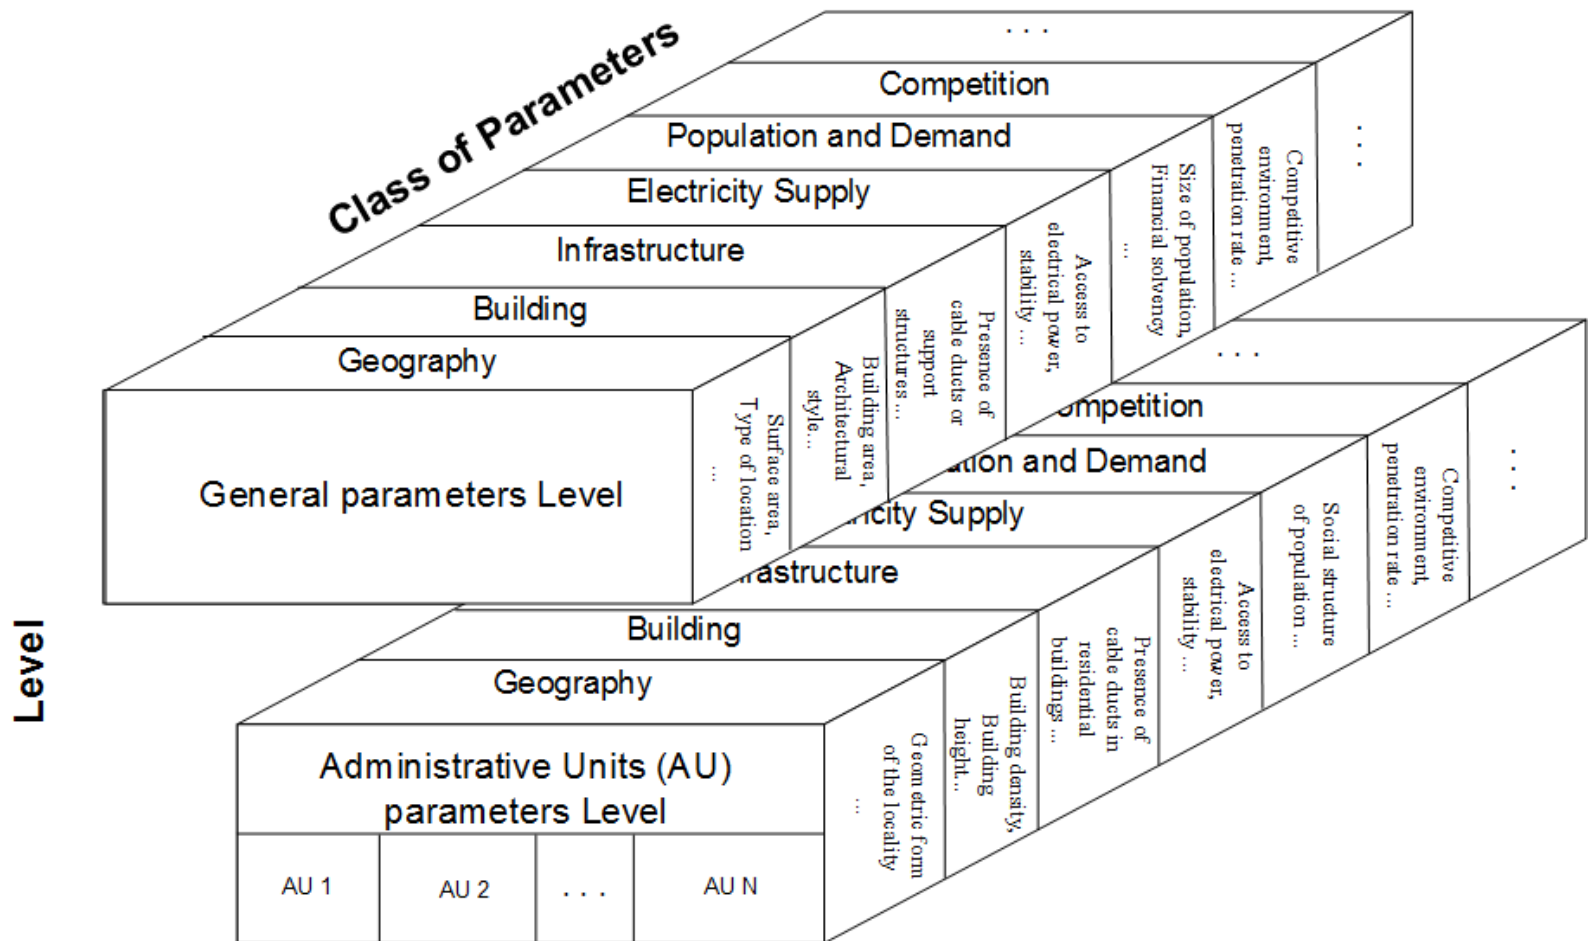 Class of Parameters
. . .
Competition
Population and Demand
Electricity Supply
Infrastructure
Building
Geography
General parameters Level
Surface area,
Type of location
...
Building area,
Architectural
style...
Presence of
cable ducts or
support
structures ...
Access to
electrical power,
stability ...
Size of population,
Financial solvency
...
Competitive
environment,
penetration rate ...
. . .
Level
. . .
ompetition
ation and Demand
icity Supply
rastructure
Building
Geography
Administrative Units (AU)
parameters Level
AU 1
AU 2
. . .
AU N
Geometric form
of the locality
...
Building density,
Building
height...
Presence of
cable ducts in
residential
buildings ...
Access to
electrical power,
stability ...
Social structure
of population ...
Competitive
environment,
penetration rate ...
. . .